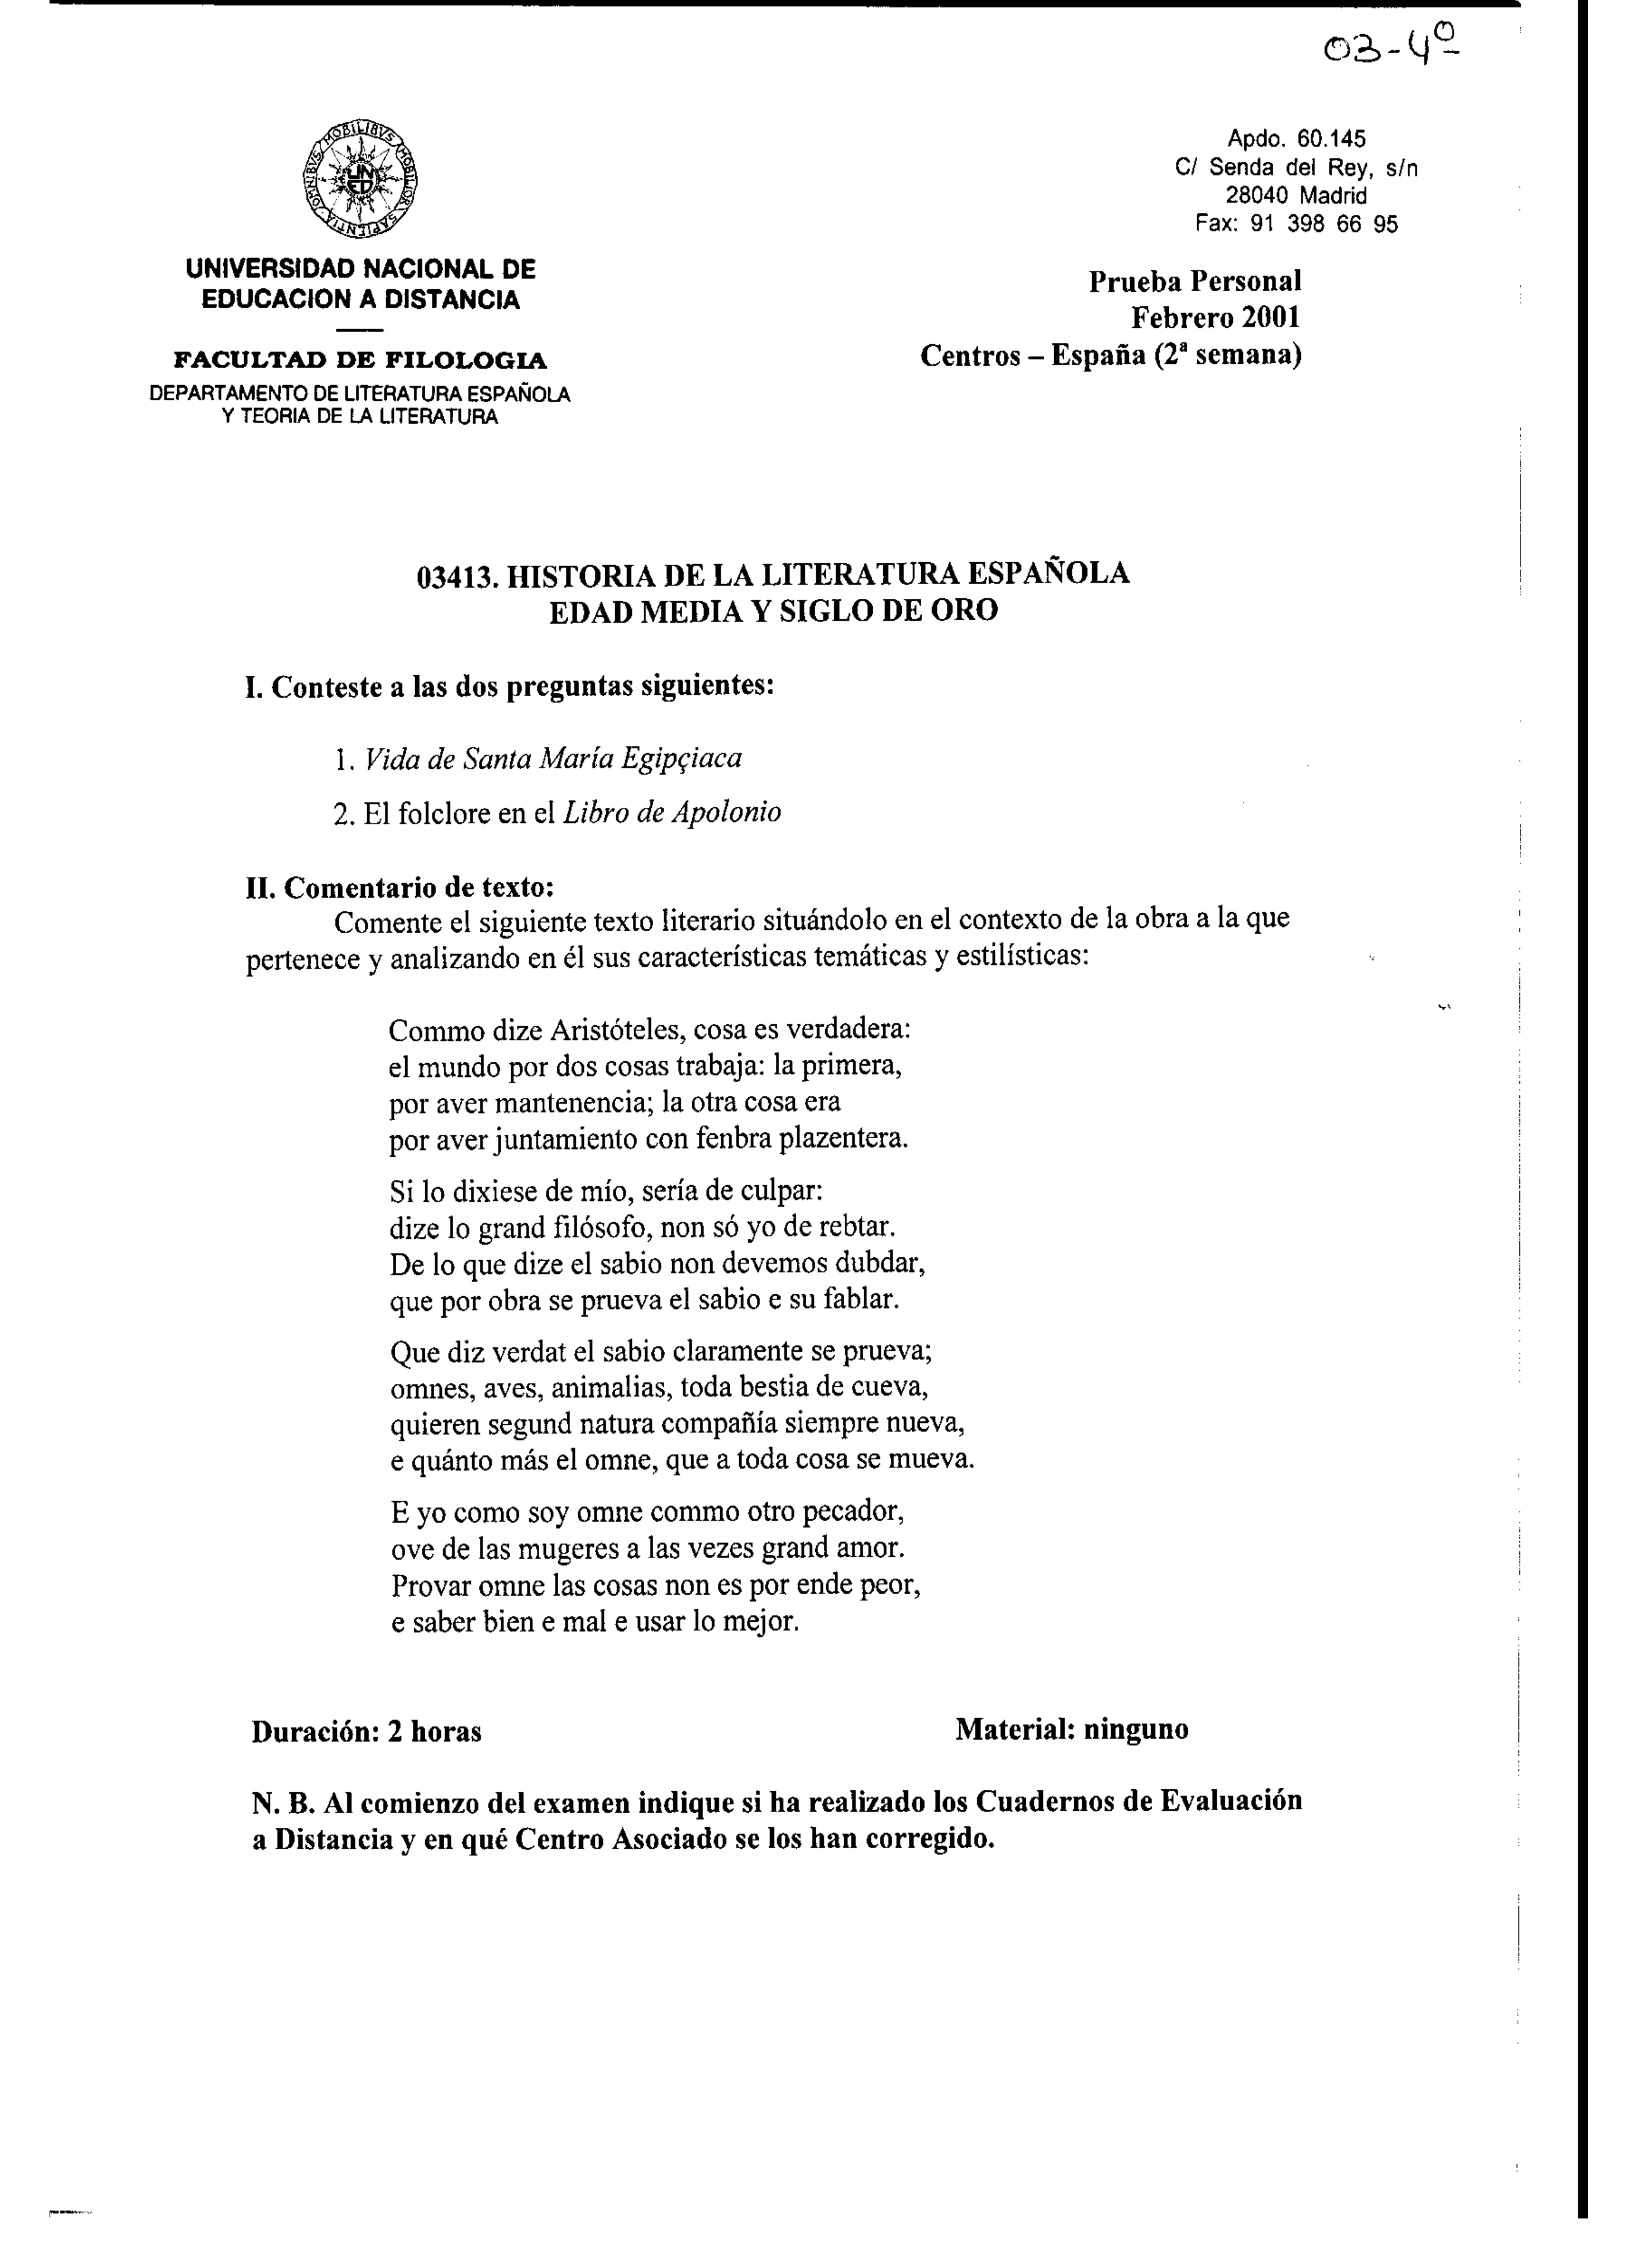 03-4º
OMNIBVS MOBILIBVS MOBILIOR SAPIENTIA
UNED
Apdo. 60.145
C/ Senda del Rey, s/n
28040 Madrid
Fax: 91 398 66 95
UNIVERSIDAD NACIONAL DE
EDUCACION A DISTANCIA
FACULTAD DE FILOLOGIA
DEPARTAMENTO DE LITERATURA ESPAÑOLA
Y TEORIA DE LA LITERATURA
Prueba Personal
Febrero 2001
Centros – España (2ª semana)
03413. HISTORIA DE LA LITERATURA ESPAÑOLA
EDAD MEDIA Y SIGLO DE ORO
I. Conteste a las dos preguntas siguientes:
1. Vida de Santa María Egipçiaca
2. El folclore en el Libro de Apolonio
II. Comentario de texto:
Comente el siguiente texto literario situándolo en el contexto de la obra a la que
pertenece y analizando en él sus características temáticas y estilísticas:
Commo dize Aristóteles, cosa es verdadera:
el mundo por dos cosas trabaja: la primera,
por aver mantenencia; la otra cosa era
por aver juntamiento con fenbra plazentera.
Si lo dixiese de mío, sería de culpar:
dize lo grand filósofo, non só yo de rebtar.
De lo que dize el sabio non devemos dubdar,
que por obra se prueva el sabio e su fablar.
Que diz verdat el sabio claramente se prueva;
omnes, aves, animalias, toda bestia de cueva,
quieren segund natura compañía siempre nueva,
e quánto más el omne, que a toda cosa se mueva.
E yo como soy omne commo otro pecador,
ove de las mugeres a las vezes grand amor.
Provar omne las cosas non es por ende peor,
e saber bien e mal e usar lo mejor.
Duración: 2 horas
Material: ninguno
N. B. Al comienzo del examen indique si ha realizado los Cuadernos de Evaluación
a Distancia y en qué Centro Asociado se los han corregido.